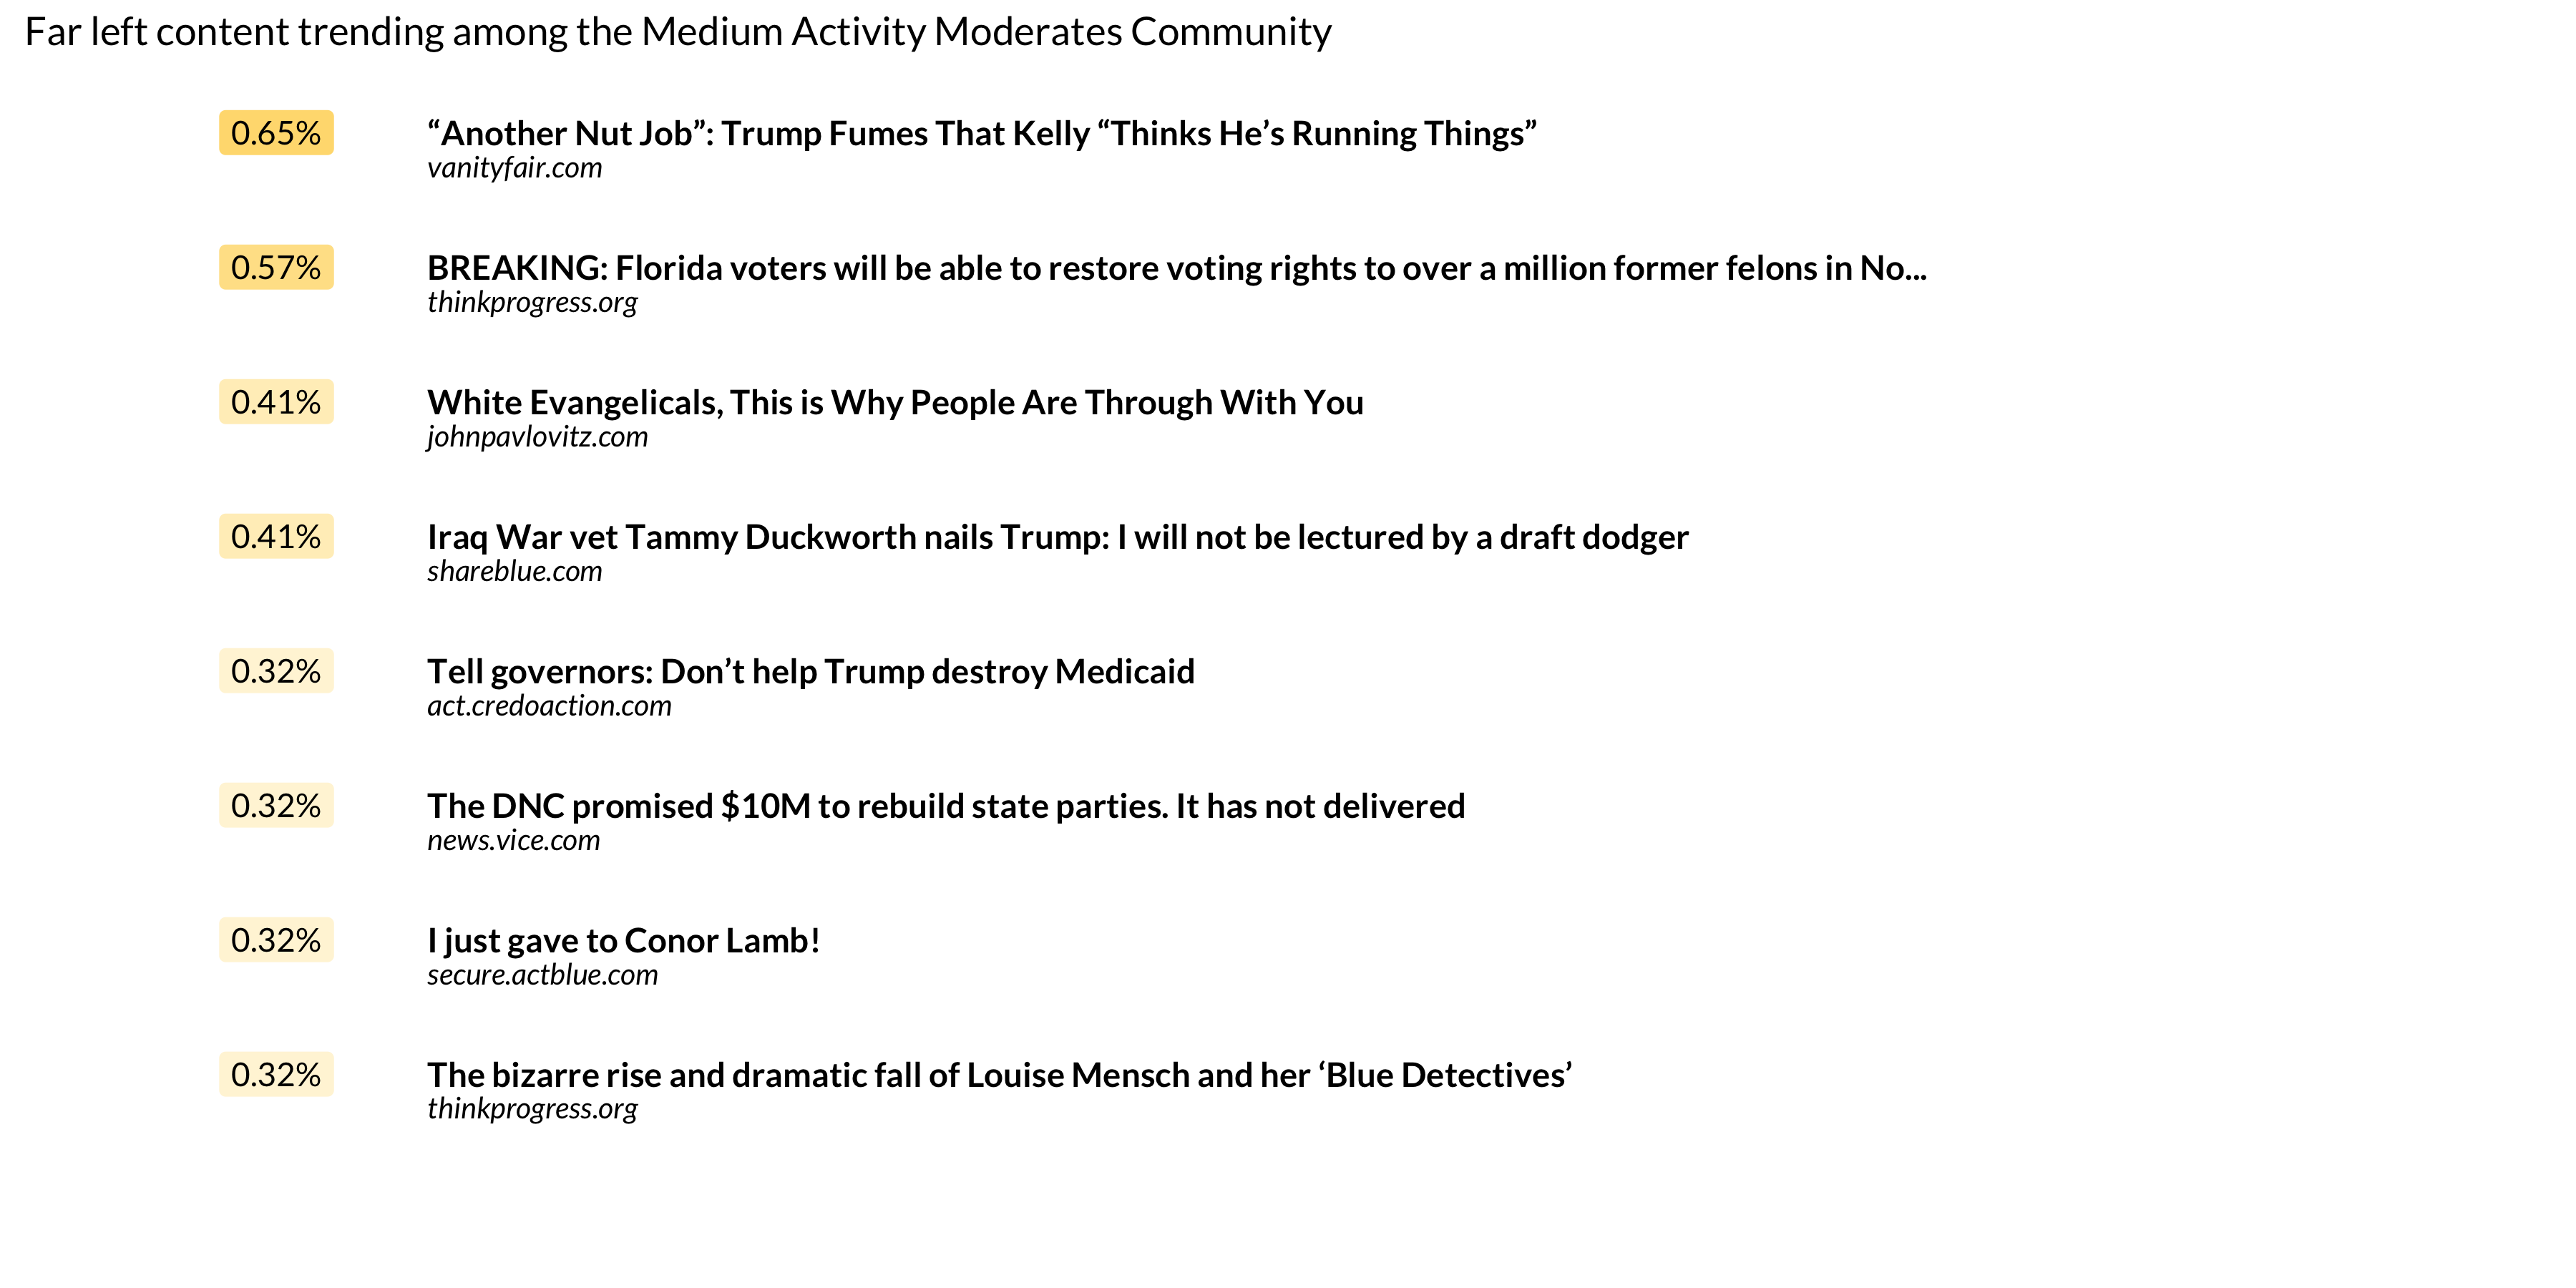 Far left content trending among the Medium Activity Moderates Community
0.65%
“Another Nut Job”: Trump Fumes That Kelly “Thinks He’s Running Things”
vanityfair.com
0.57%
BREAKING: Florida voters will be able to restore voting rights to over a million former felons in No...
thinkprogress.org
0.41%
White Evangelicals, This is Why People Are Through With You
johnpavlovitz.com
0.41%
Iraq War vet Tammy Duckworth nails Trump: I will not be lectured by a draft dodger
shareblue.com
0.32%
Tell governors: Don’t help Trump destroy Medicaid
act.credoaction.com
0.32%
The DNC promised $10M to rebuild state parties. It has not delivered
news.vice.com
0.32%
I just gave to Conor Lamb!
secure.actblue.com
0.32%
The bizarre rise and dramatic fall of Louise Mensch and her ‘Blue Detectives’
thinkprogress.org